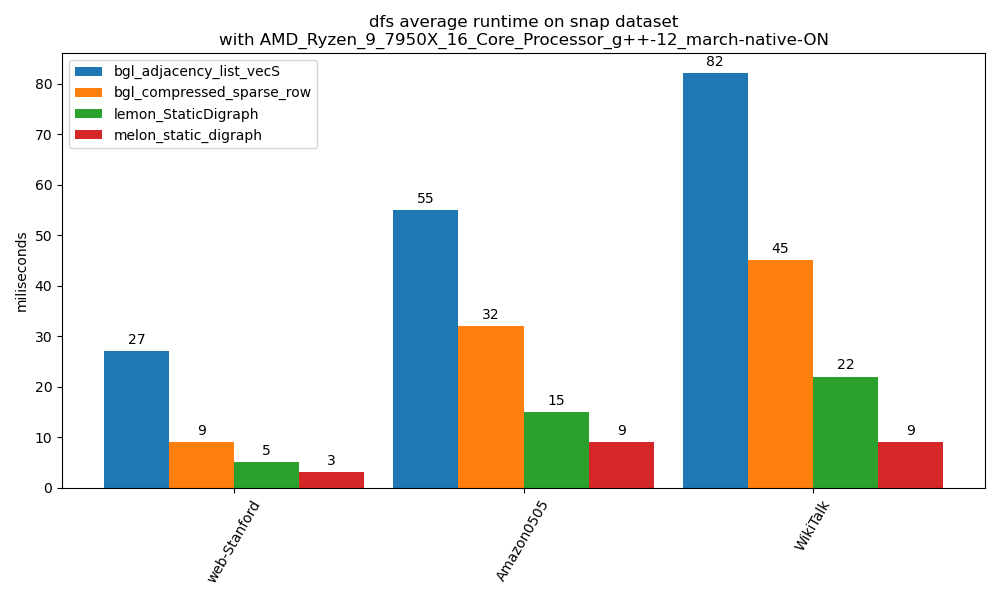 dfs average runtime on snap dataset
with AMD_Ryzen_9_7950X_16_Core_Processor_g++-12_march-native-ON
bgl_adjacency_list_vecS
bgl_compressed_sparse_row
lemon_StaticDigraph
melon_static_digraph
miliseconds
80
70
60
50
40
30
20
10
0
27
9
5
3
55
32
15
9
82
45
22
9
web-Stanford
Amazon0505
WikiTalk